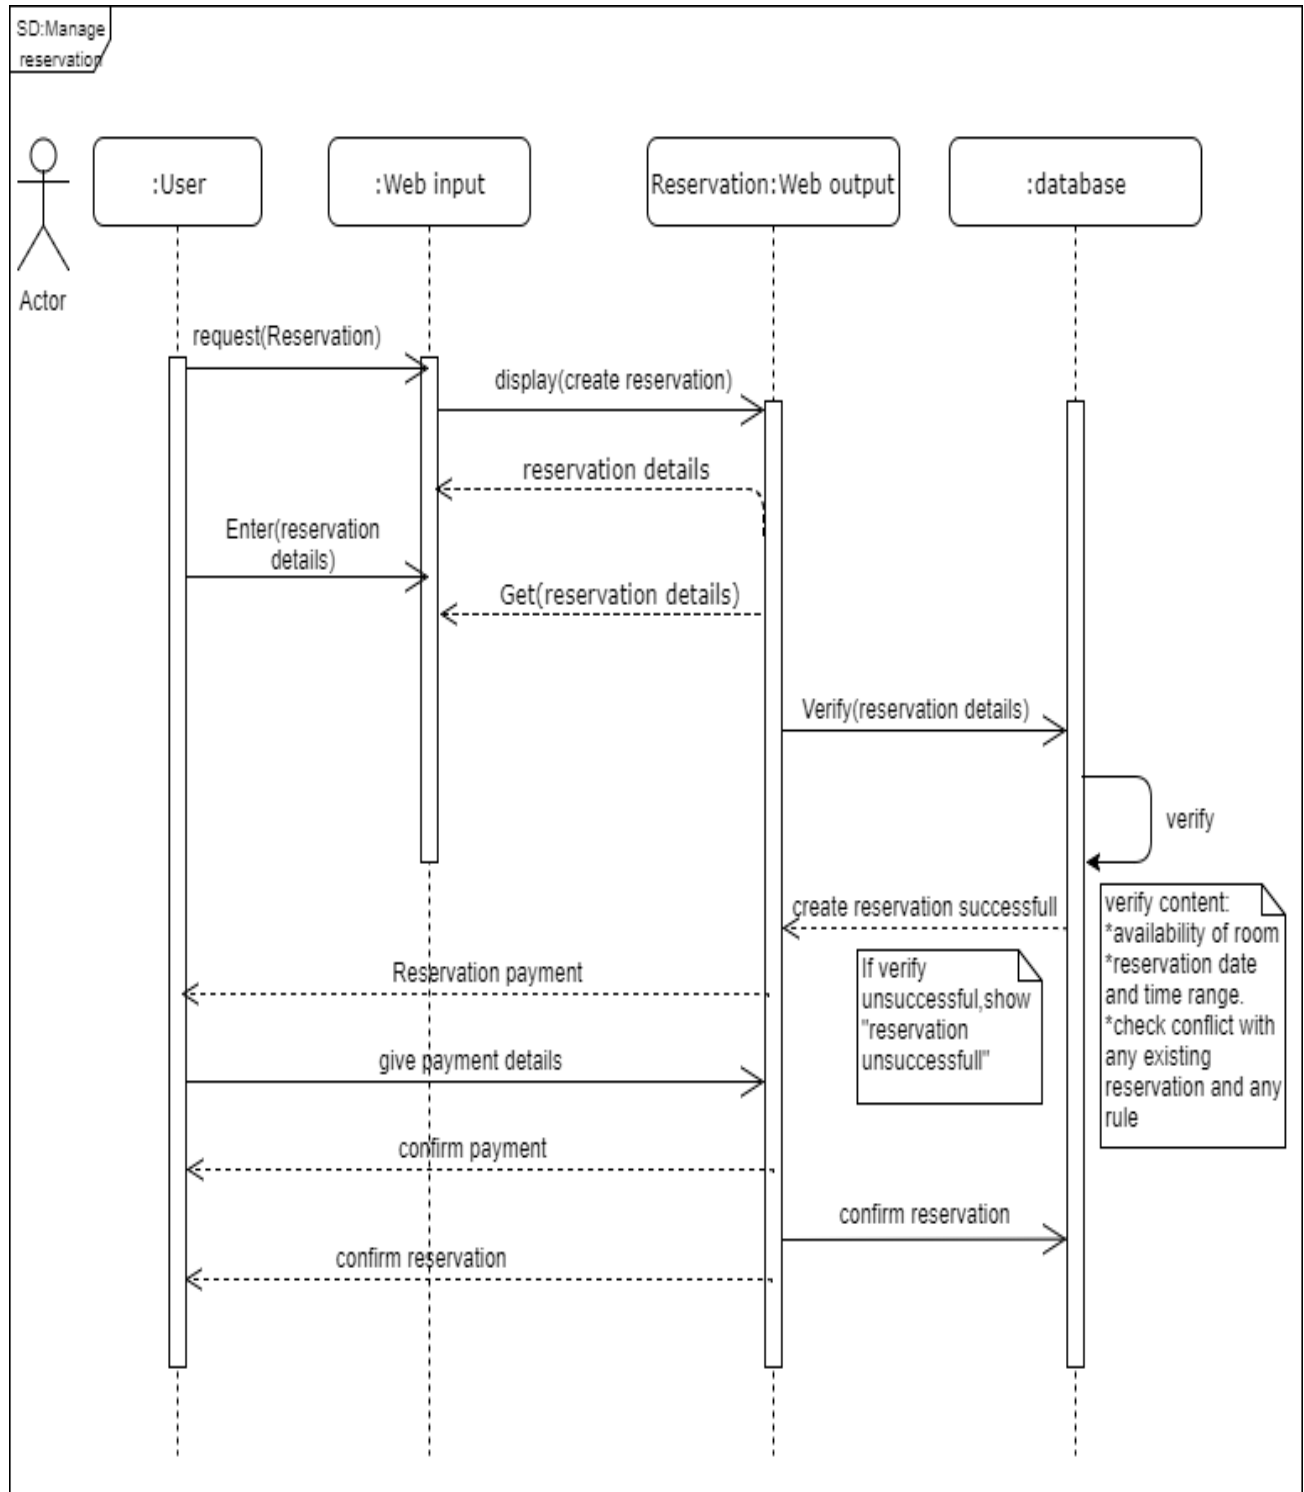 SD:Manage
reservation
:User
:Web input
Reservation:Web output
:database
Actor
request(Reservation)
display(create reservation)
reservation details
Enter(reservation
details)
Get(reservation details)
Verify(reservation details)
verify
create reservation successfull
verify content:
*availability of room
*reservation date
and time range.
*check conflict with
any existing
reservation and any
rule
If verify
unsuccessful,show
"reservation
unsuccessfull"
Reservation payment
give payment details
confirm payment
confirm reservation
confirm reservation